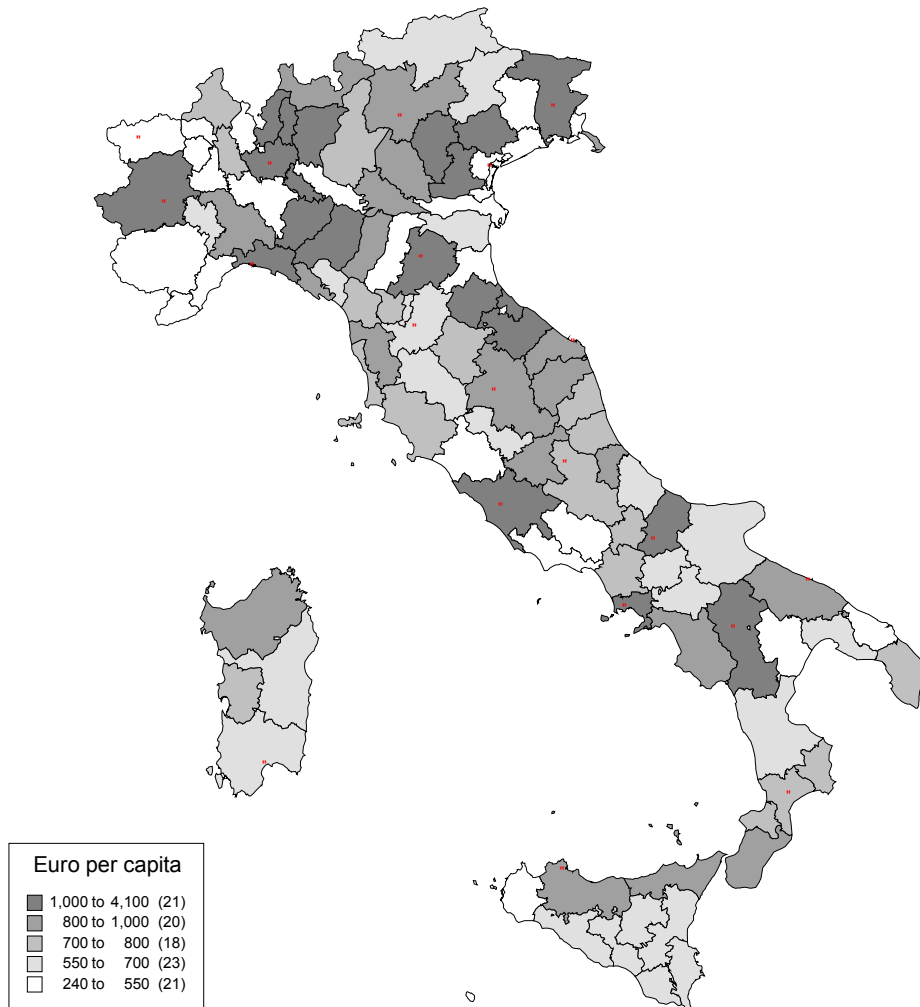 Euro per capita
1,000 to 4,100 (21)
800 to 1,000 (20)
700 to 800 (18)
550 to 700 (23)
240 to 550 (21)